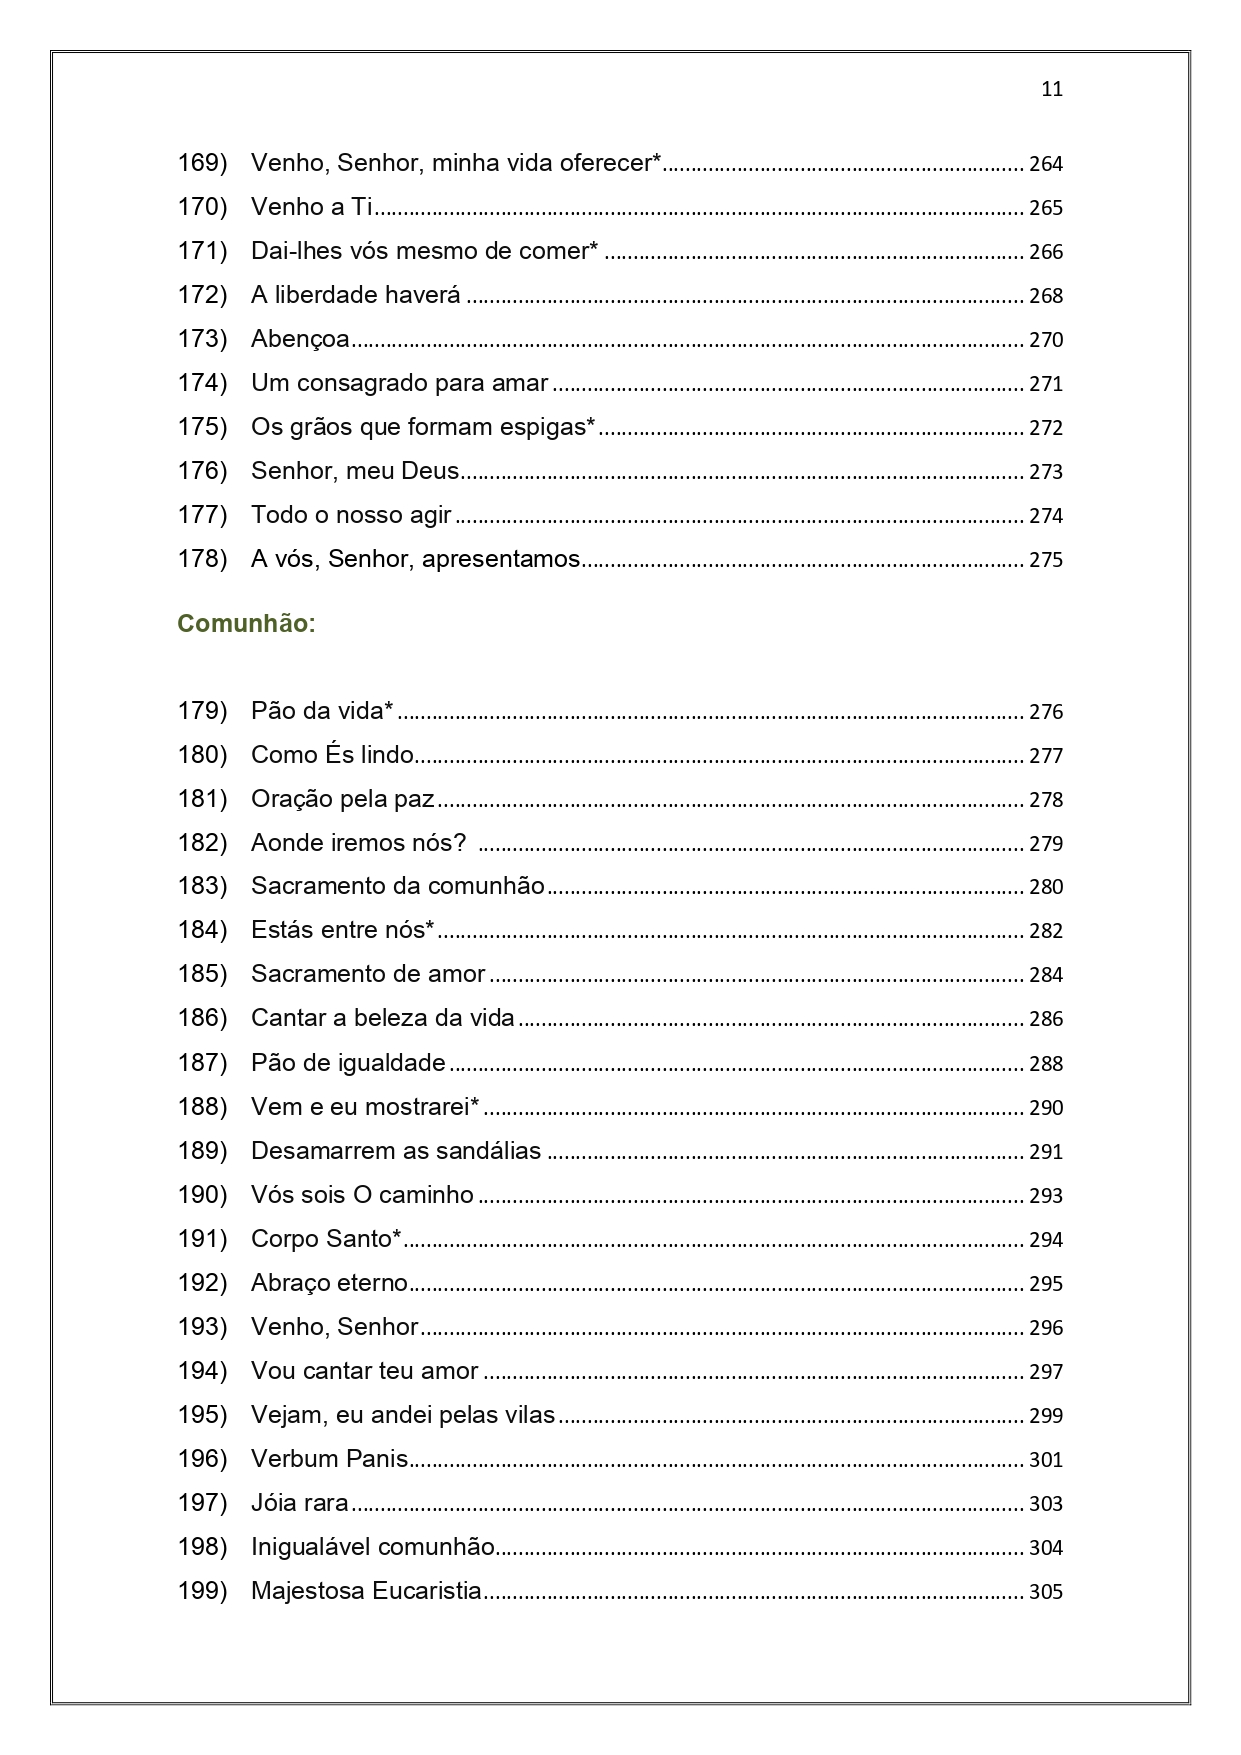 11
169) Venho, Senhor, minha vida oferecer*.............................................................. 264
170) Venho a Ti................................................................................................................ 265
171) Dai-lhes vós mesmo de comer* ........................................................................ 266
172) A liberdade haverá ................................................................................................ 268
173) Abençoa.................................................................................................................... 270
174) Um consagrado para amar ................................................................................. 271
175) Os grãos que formam espigas* ......................................................................... 272
176) Senhor, meu Deus................................................................................................. 273
177) Todo o nosso agir .................................................................................................. 274
178) A vós, Senhor, apresentamos............................................................................ 275
Comunhão:
179) Pão da vida* ............................................................................................................ 276
180) Como És lindo......................................................................................................... 277
181) Oração pela paz ..................................................................................................... 278
182) Aonde iremos nós? .............................................................................................. 279
183) Sacramento da comunhão .................................................................................. 280
184) Estás entre nós* ..................................................................................................... 282
185) Sacramento de amor ............................................................................................ 284
186) Cantar a beleza da vida ....................................................................................... 286
187) Pão de igualdade ................................................................................................... 288
188) Vem e eu mostrarei* ............................................................................................. 290
189) Desamarrem as sandálias .................................................................................. 291
190) Vós sois O caminho .............................................................................................. 293
191) Corpo Santo*........................................................................................................... 294
192) Abraço eterno.......................................................................................................... 295
193) Venho, Senhor ........................................................................................................ 296
194) Vou cantar teu amor ............................................................................................. 297
195) Vejam, eu andei pelas vilas ................................................................................ 299
196) Verbum Panis.......................................................................................................... 301
197) Jóia rara .................................................................................................................... 303
198) Inigualável comunhão........................................................................................... 304
199) Majestosa Eucaristia............................................................................................. 305